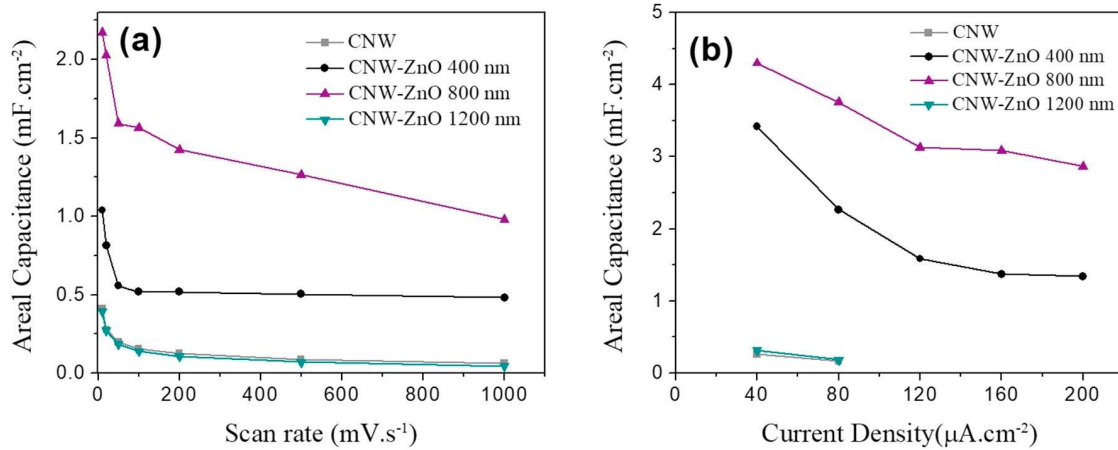 (a)
CNW
CNW-ZnO 400 nm
CNW-ZnO 800 nm
CNW-ZnO 1200 nm
Areal Capacitance (mF.cm⁻²)
2.0
1.5
1.0
0.5
0.0
0 200 400 600 800 1000
Scan rate (mV.s⁻¹)
(b)
CNW
CNW-ZnO 400 nm
CNW-ZnO 800 nm
CNW-ZnO 1200 nm
Areal Capacitance (mF.cm⁻²)
5
4
3
2
1
0
0 40 80 120 160 200
Current Density(μA.cm⁻²)